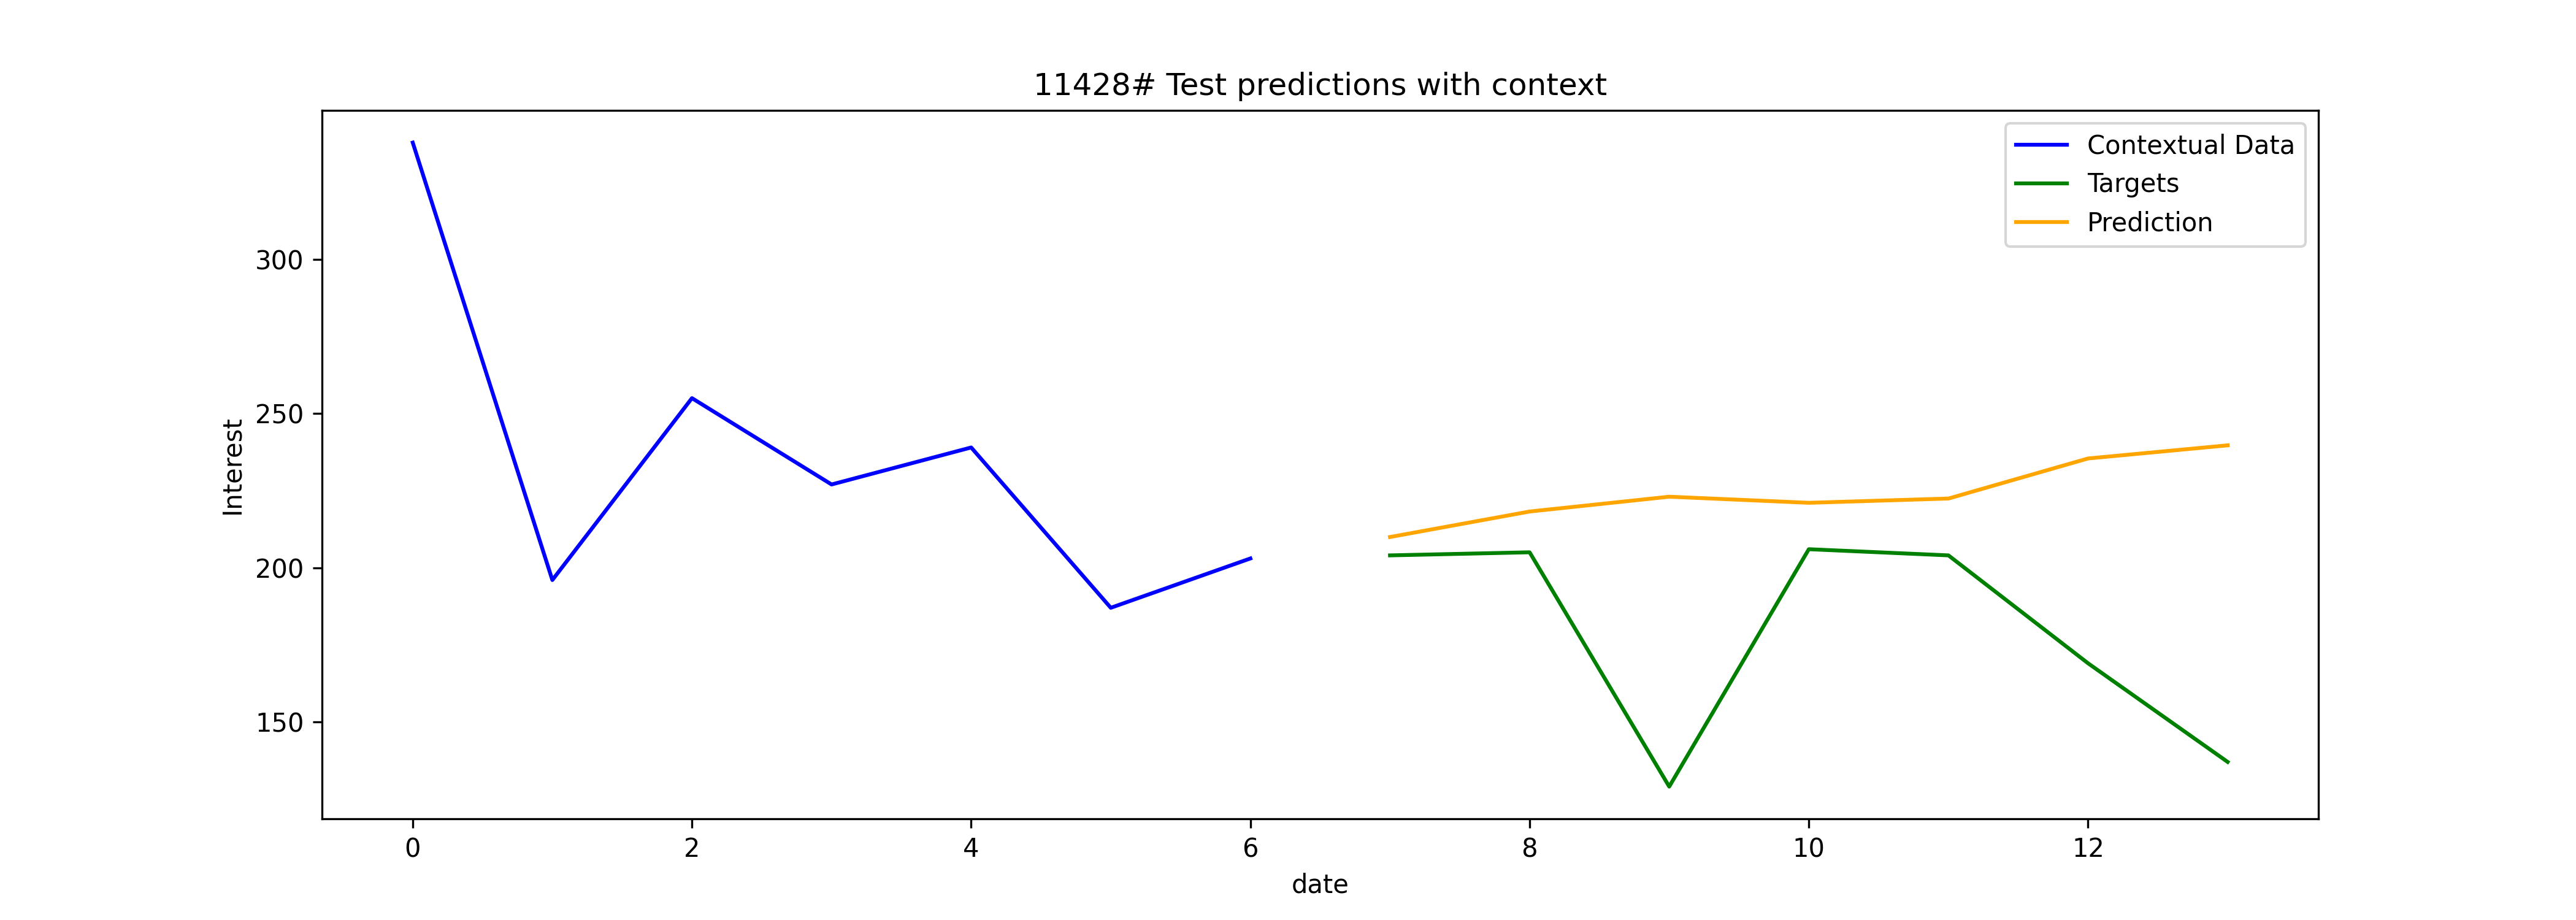 11428# Test predictions with context
Contextual Data
Targets
Prediction
Interest
300
250
200
150
0 2 4 6 8 10 12
date